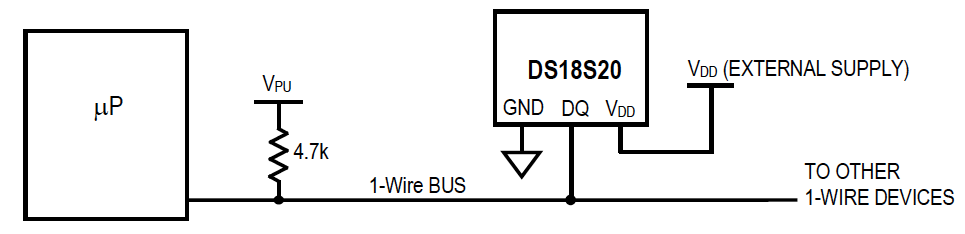 μP
VPU
4.7k
1-Wire BUS
DS18S20
GND DQ VDD
VDD (EXTERNAL SUPPLY)
TO OTHER
1-WIRE DEVICES